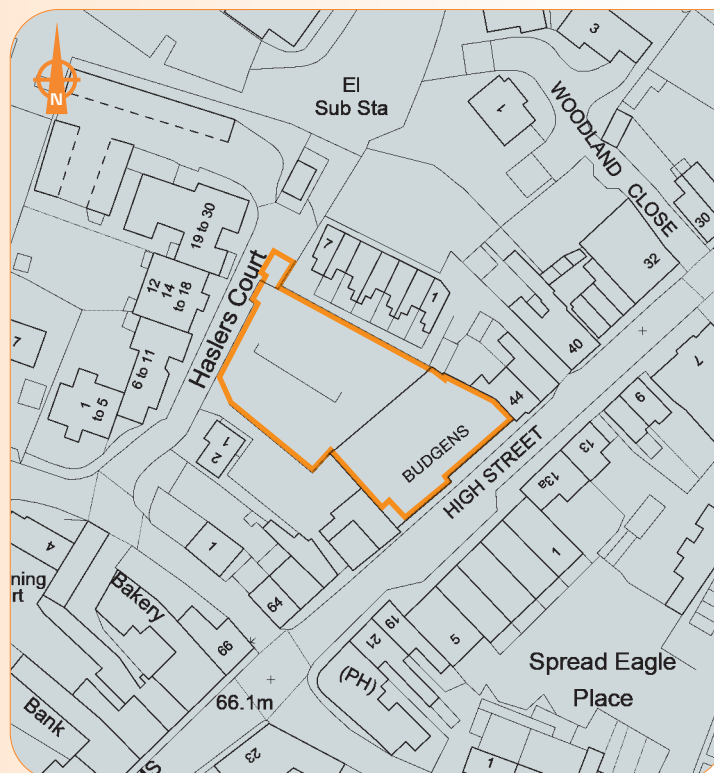 N
El
Sub Sta
3
1
WOODLAND CLOSE
30
32
19 to 30
7
1
12
14
to 18
Haslers Court
6 to 11
7
1
to 5
40
44
BUDGENS
HIGH STREET
7
9
13
13a
1
2
1
1
4
Bakery
64
66
19
21
5
(PH)
Spread Eagle
Place
66.1m
Bank
23
1